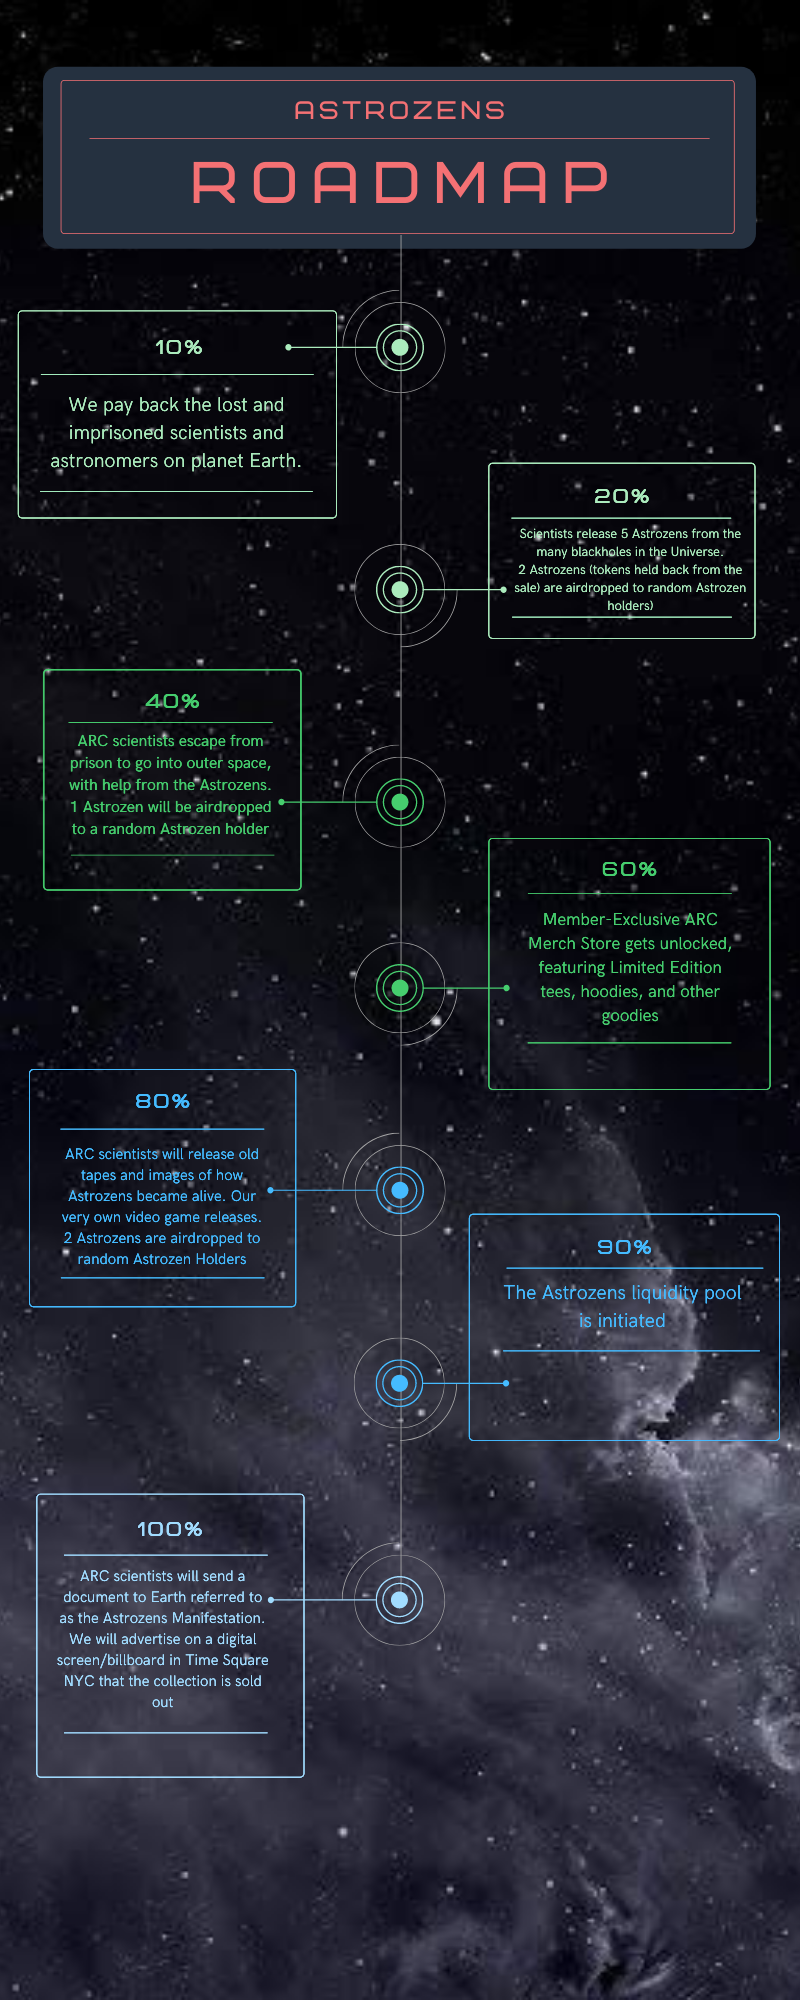 ASTROZENS
ROADMAP
10%
We pay back the lost and
imprisoned scientists and
astronomers on planet Earth.
20%
Scientists release 5 Astrozens from the
many blackholes in the Universe.
2 Astrozens (tokens held back from the
sale) are airdropped to random Astrozen
holders)
40%
ARC scientists escape from
prison to go into outer space,
with help from the Astrozens.
1 Astrozen will be airdropped
to a random Astrozen holder
60%
Member-Exclusive ARC
Merch Store gets unlocked,
featuring Limited Edition
tees, hoodies, and other
goodies
80%
ARC scientists will release old
tapes and images of how
Astrozens became alive. Our
very own video game releases.
2 Astrozens are airdropped to
random Astrozen Holders
90%
The Astrozens liquidity pool
is initiated
100%
ARC scientists will send a
document to Earth referred to
as the Astrozens Manifestation.
We will advertise on a digital
screen/billboard in Time Square
NYC that the collection is sold
out